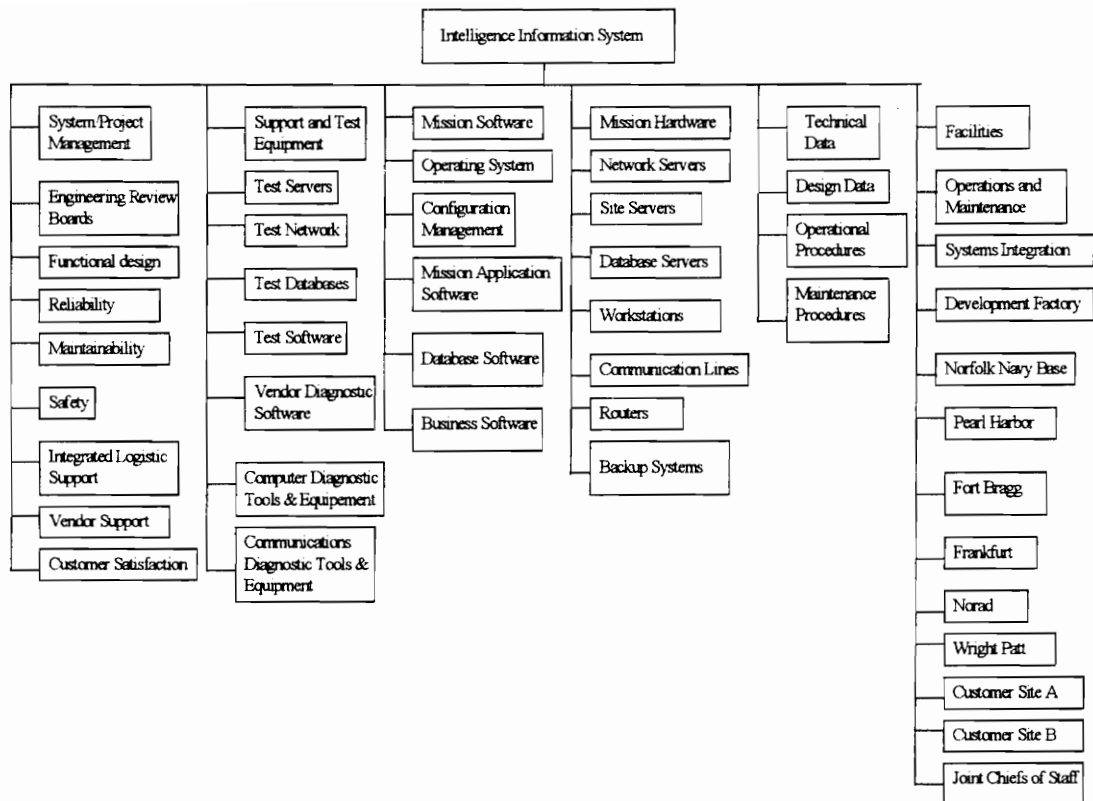 Intelligence Information System
System/Project
Management
Engineering Review
Boards
Functional design
Reliability
Maintainability
Safety
Integrated Logistic
Support
Vendor Support
Customer Satisfaction
Support and Test
Equipment
Test Servers
Test Network
Test Databases
Test Software
Vendor Diagnostic
Software
Computer Diagnostic
Tools & Equipement
Communications
Diagnostic Tools &
Equipment
Mission Software
Operating System
Configuration
Management
Mission Application
Software
Database Software
Business Software
Mission Hardware
Network Servers
Site Servers
Database Servers
Workstations
Communication Lines
Routers
Backup Systems
Technical
Data
Design Data
Operational
Procedures
Maintenance
Procedures
Facilities
Operations and
Maintenance
Systems Integration
Development Factory
Norfolk Navy Base
Pearl Harbor
Fort Bragg
Frankfurt
Norad
Wright Patt
Customer Site A
Customer Site B
Joint Chiefs of Staff